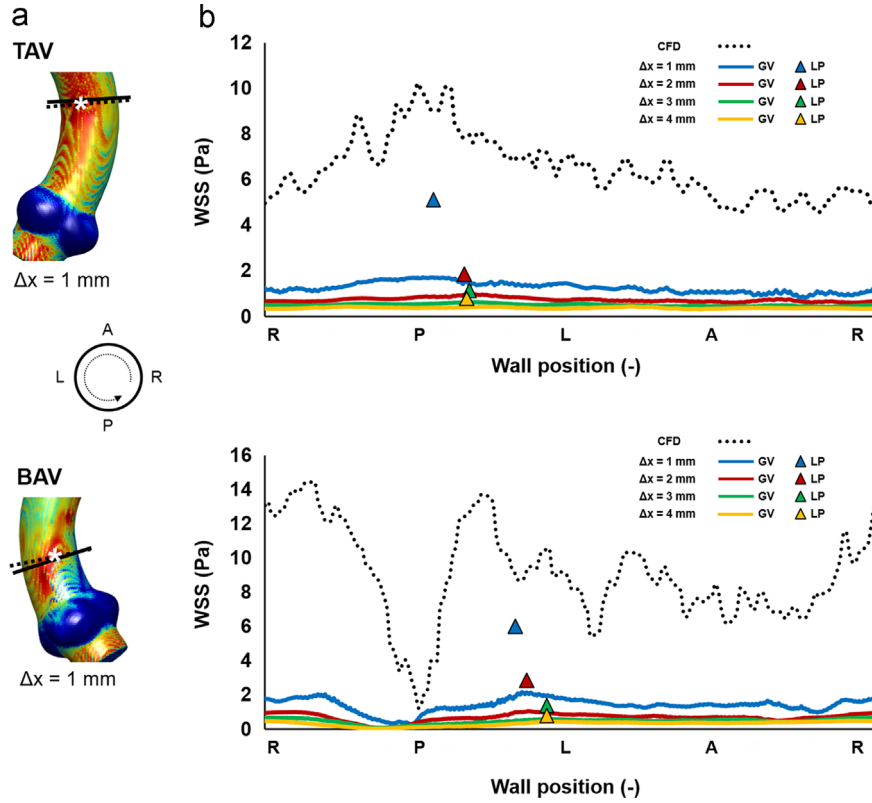 a
b
TAV
*
Δx = 1 mm
A
L
R
P
BAV
*
Δx = 1 mm
12
10
8
6
4
2
0
WSS (Pa)
CFD
Δx = 1 mm GV LP
Δx = 2 mm GV LP
Δx = 3 mm GV LP
Δx = 4 mm GV LP
R P L A R
Wall position (-)
16
14
12
10
8
6
4
2
0
WSS (Pa)
CFD
Δx = 1 mm GV LP
Δx = 2 mm GV LP
Δx = 3 mm GV LP
Δx = 4 mm GV LP
R P L A R
Wall position (-)